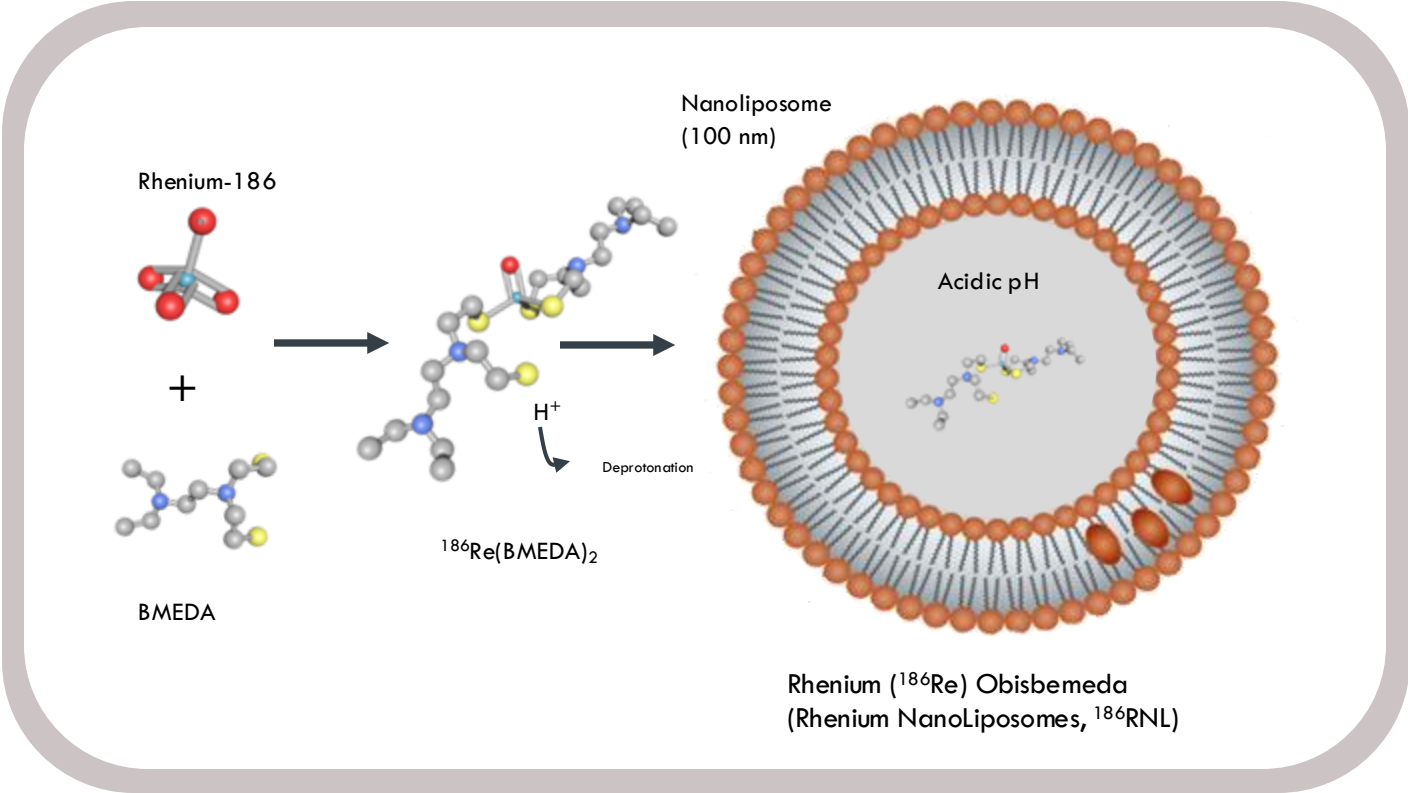 Nanoliposome
(100 nm)
Rhenium-186
Acidic pH
+
H⁺
Deprotonation
¹⁸⁶Re(BMEDA)₂
BMEDA
Rhenium (¹⁸⁶Re) Obisbemeda
(Rhenium NanoLiposomes, ¹⁸⁶RNL)